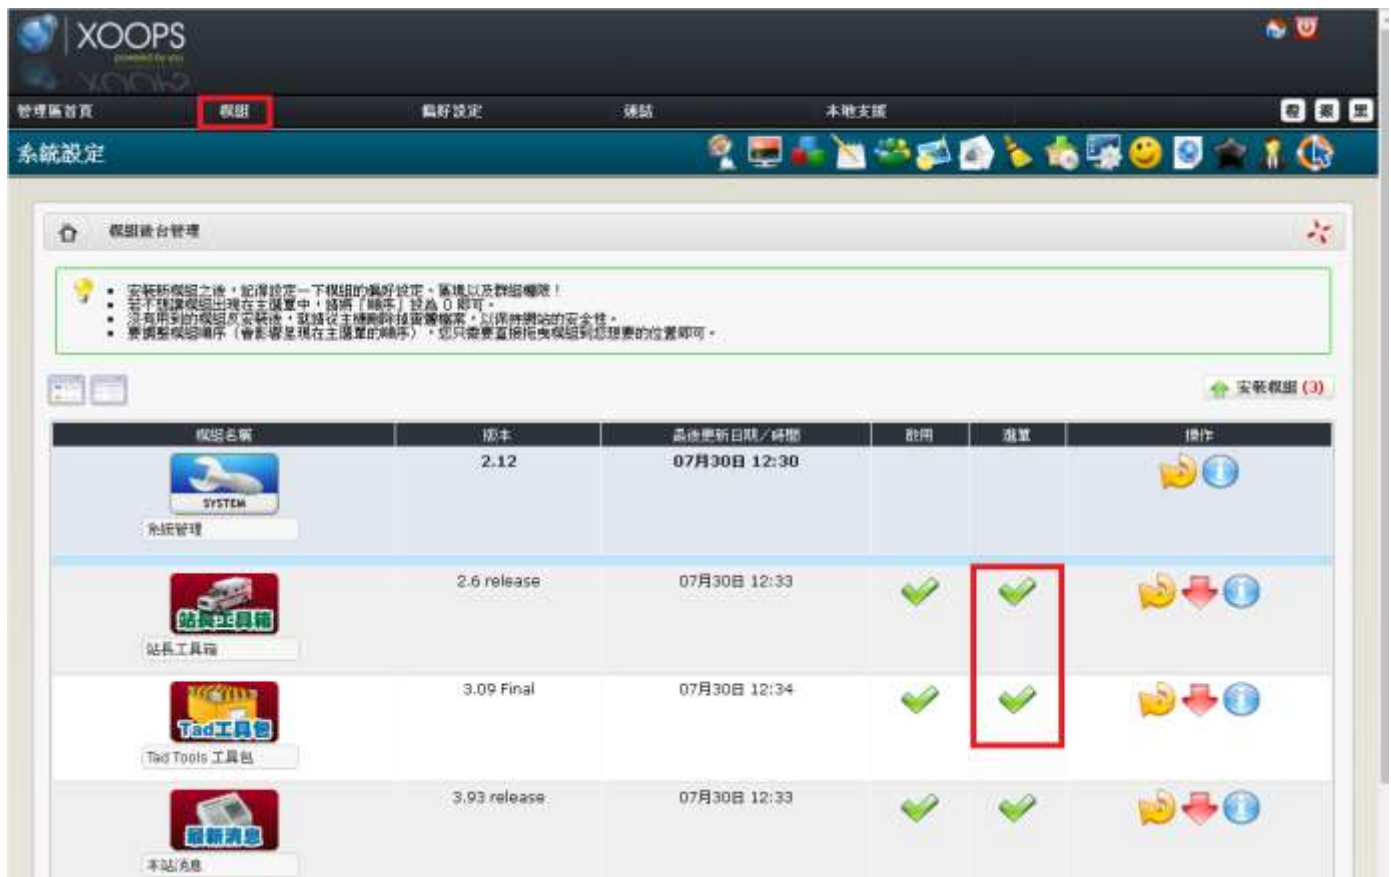 XOOPS
powered by you
管理區首頁 模組 偏好設定 連結 本地支援
系統設定
模組後台管理
安裝新模組之後，記得設定一下模組的偏好設定、區塊以及群組權限！
若不想讓模組出現在主選單中，請將「順序」設為 0 即可。
沒有用到的模組反安裝後，就請從主機刪除掉實體檔案，以保持網站的安全性。
要調整模組順序（會影響呈現在主選單的順序），您只需要直接拖曳模組到您想要的位置即可。
安裝模組 (3)
模組名稱 版本 最後更新日期／時間 啟用 選單 操作
SYSTEM 2.12 07月30日 12:30
系統管理
站長工具箱 2.6 release 07月30日 12:33
站長工具箱
Tad工具包 3.09 Final 07月30日 12:34
Tad Tools 工具包
最新消息 3.93 release 07月30日 12:33
本站消息